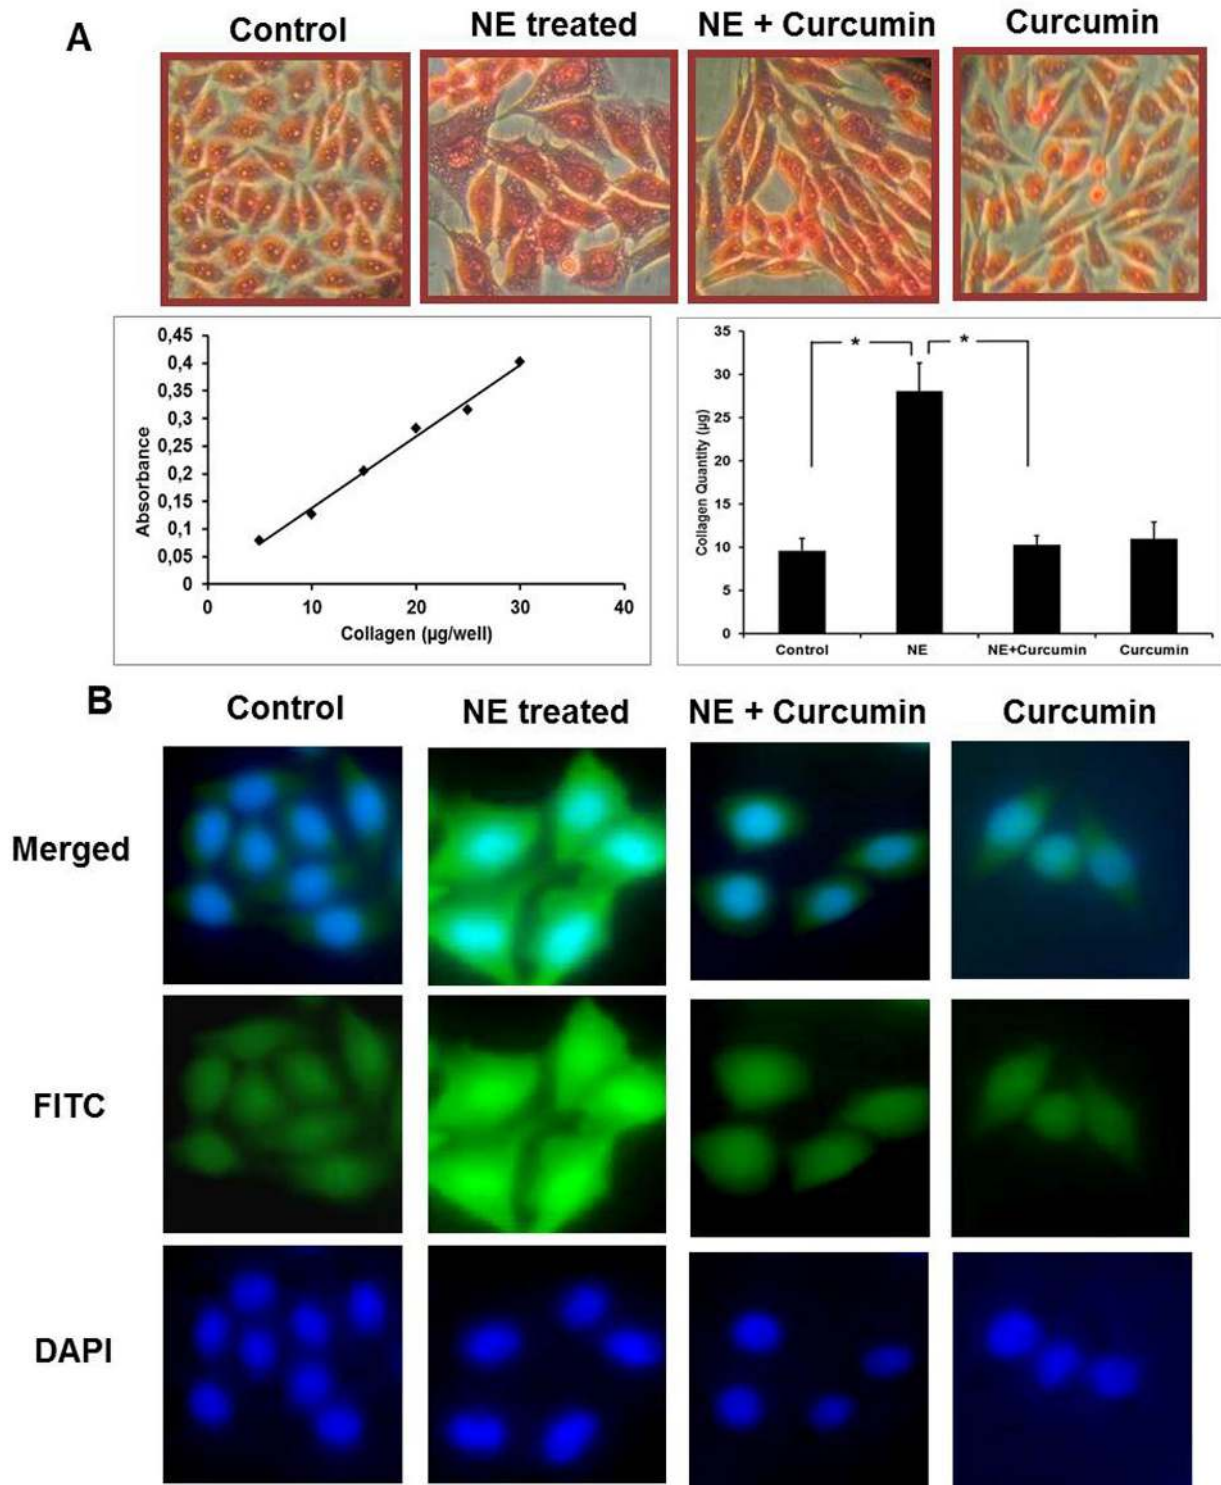 A
Control
NE treated
NE + Curcumin
Curcumin
0,45
0,4
0,35
0,3
0,25
0,2
0,15
0,1
0,05
0
Absorbance
0
10
20
30
40
Collagen (µg/well)
35
30
25
20
15
10
5
0
Collagen Quantity (µg)
*
*
Control
NE
NE+Curcumin
Curcumin
B
Control
NE treated
NE + Curcumin
Curcumin
Merged
FITC
DAPI